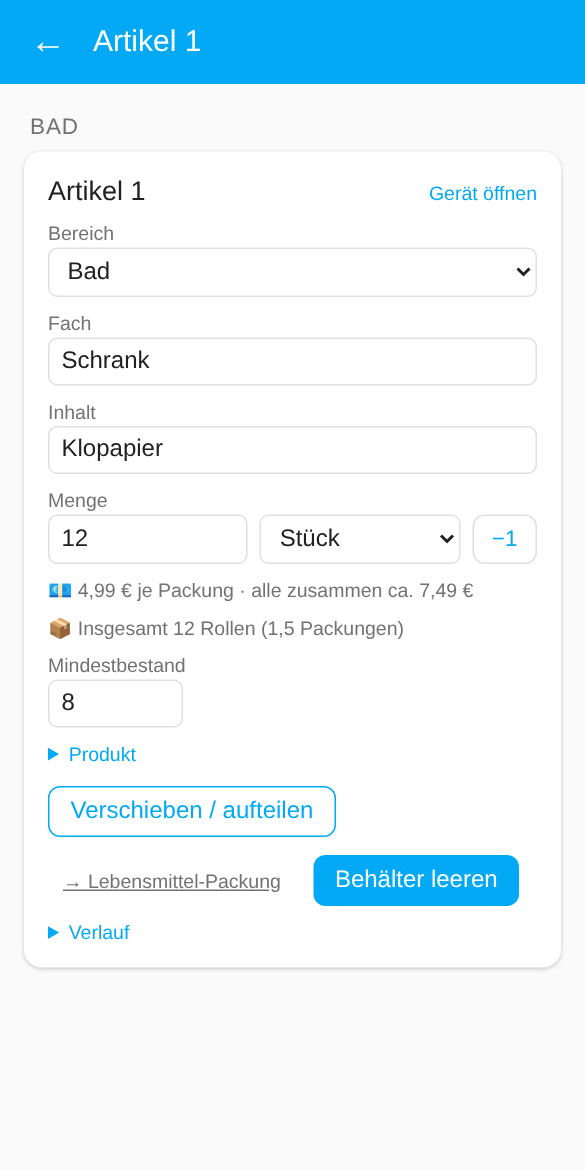 ← Artikel 1
BAD
Artikel 1 Gerät öffnen
Bereich
Bad
Fach
Schrank
Inhalt
Klopapier
Menge
12 Stück −1
💶 4,99 € je Packung · alle zusammen ca. 7,49 €
📦 Insgesamt 12 Rollen (1,5 Packungen)
Mindestbestand
8
▶ Produkt
Verschieben / aufteilen
→ Lebensmittel-Packung Behälter leeren
▶ Verlauf